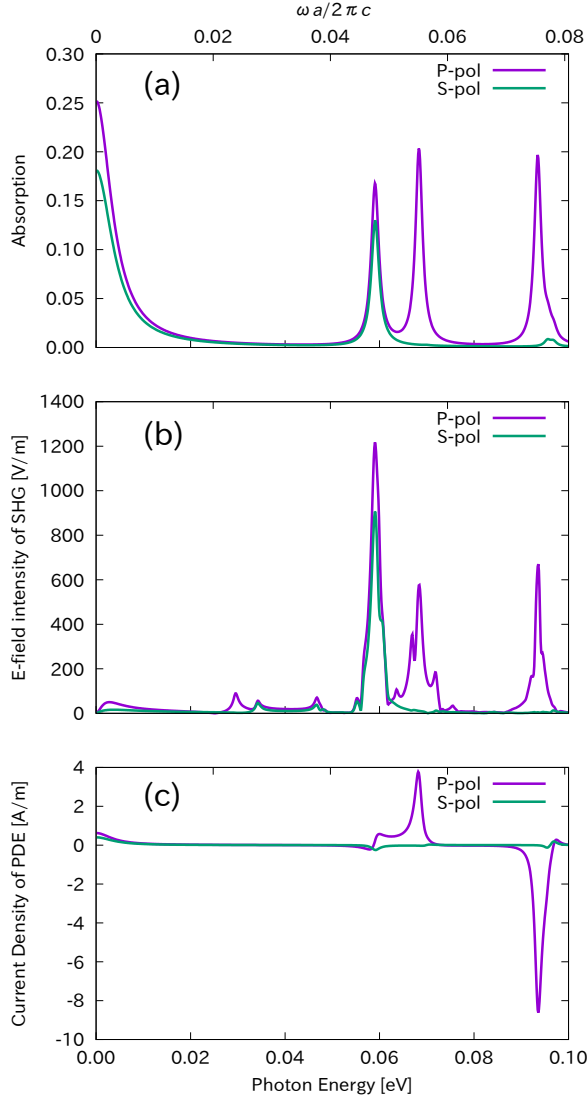 ωa/2πc
0 0.02 0.04 0.06 0.08
0.30
0.25
0.20
0.15
0.10
0.05
0.00
Absorption
(a)
P-pol
S-pol
1400
1200
1000
800
600
400
200
0
E-field intensity of SHG [V/m]
(b)
P-pol
S-pol
4
2
0
-2
-4
-6
-8
-10
Current Density of PDE [A/m]
(c)
P-pol
S-pol
0.00 0.02 0.04 0.06 0.08 0.10
Photon Energy [eV]